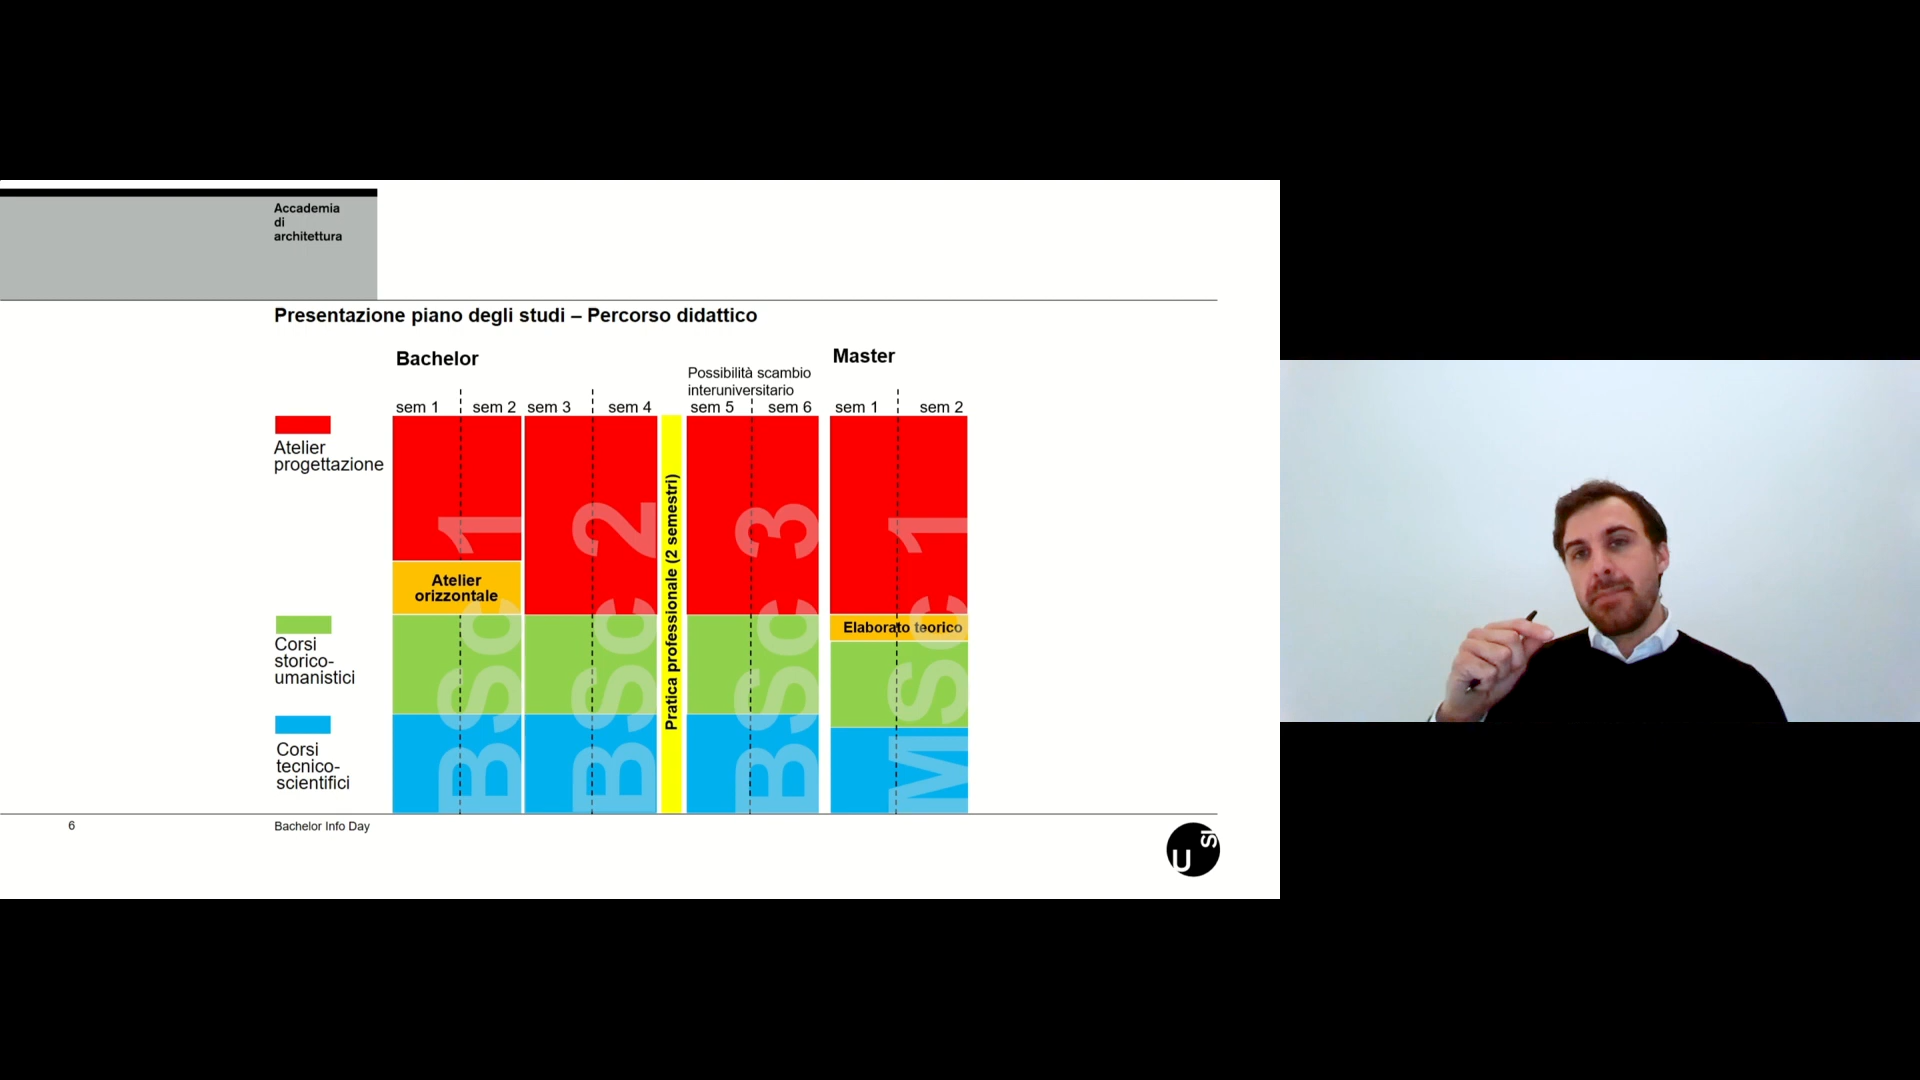 Accademia
di
architettura
Presentazione piano degli studi – Percorso didattico
Bachelor
Master
Possibilità scambio
interuniversitario
sem 1
sem 2
sem 3
sem 4
sem 5
sem 6
sem 1
sem 2
Atelier
progettazione
Atelier
orizzontale
Corsi
storico-
umanistici
Corsi
tecnico-
scientifici
BSc 1
BSc 2
Pratica professionale (2 semestri)
BSc 3
Elaborato teorico
MSc 1
6
Bachelor Info Day
U
SI